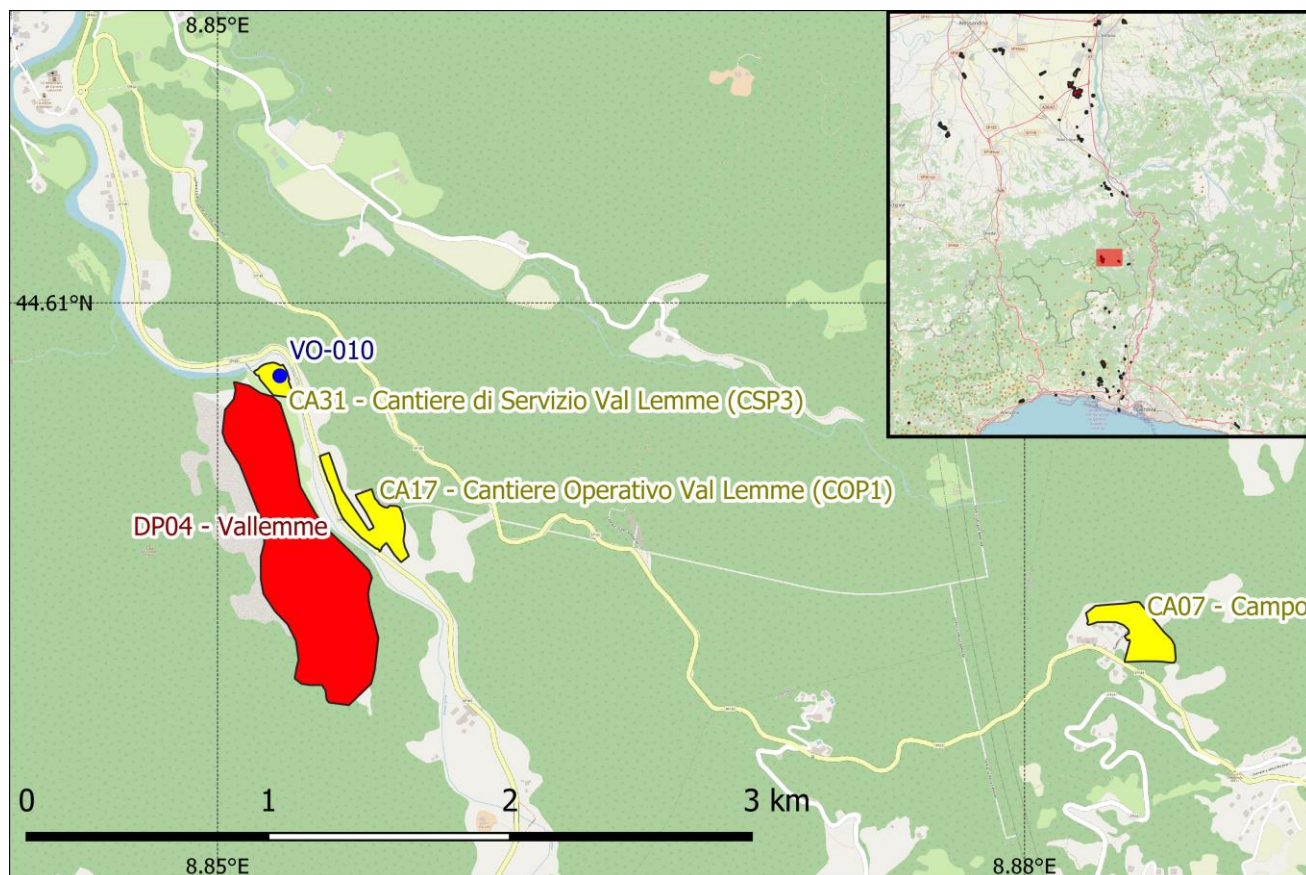 8.85°E
44.61°N
VO-010
CA31 - Cantiere di Servizio Val Lemme (CSP3)
CA17 - Cantiere Operativo Val Lemme (COP1)
DP04 - Vallemme
CA07 - Campo
0 1 2 3 km
8.85°E 8.88°E